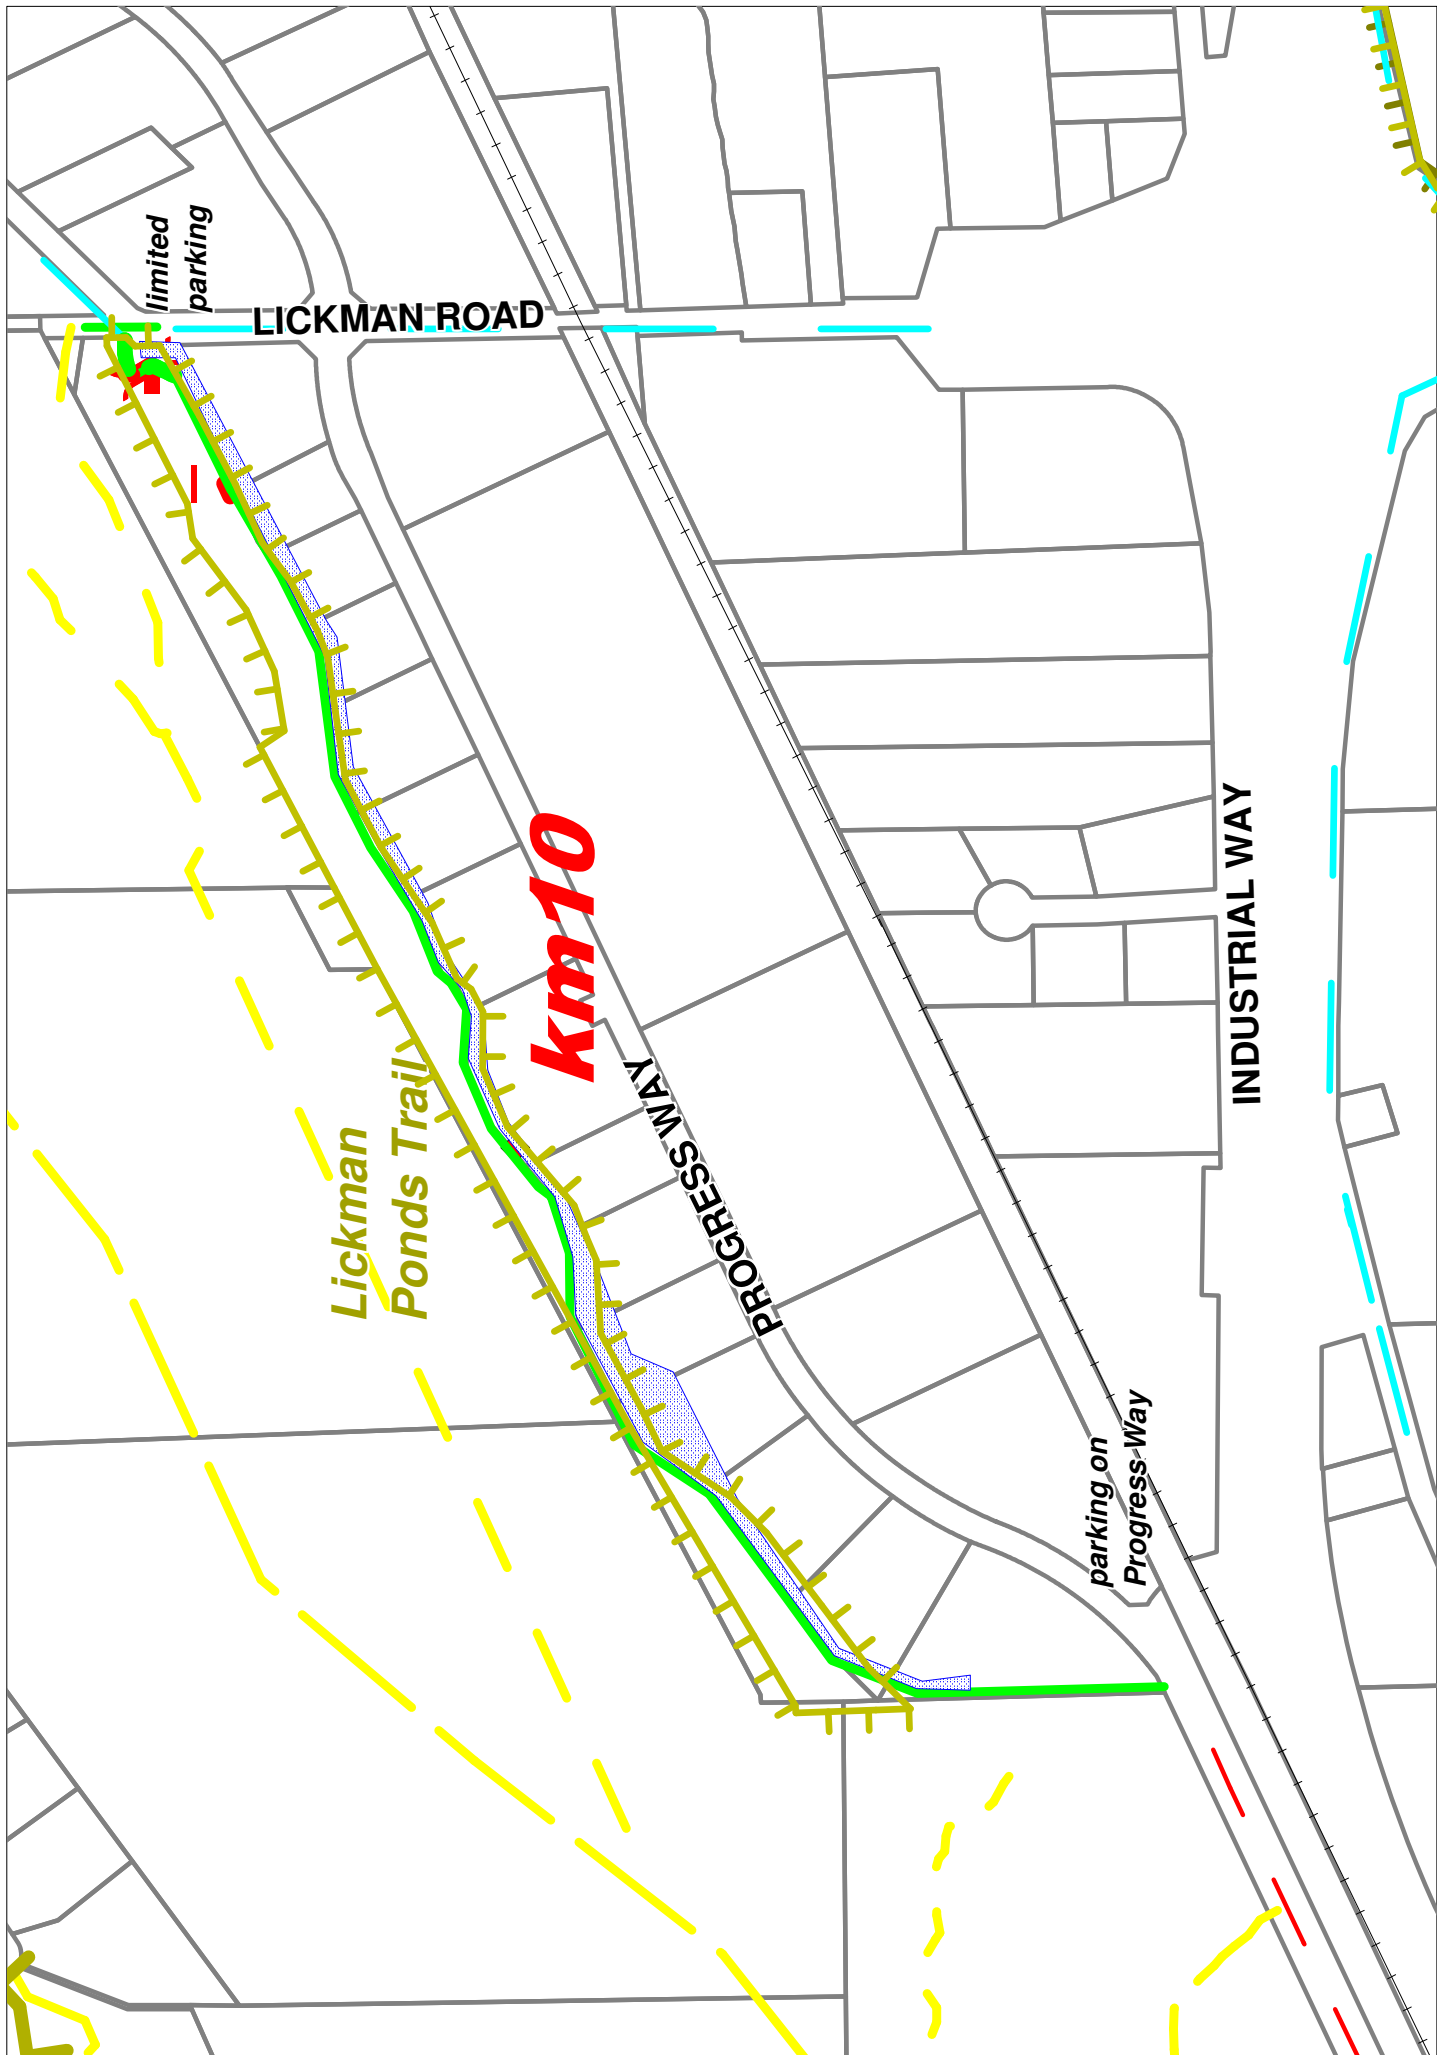 limited
parking
LICKMAN ROAD
km10
INDUSTRIAL WAY
Lickman
Ponds Trail
PROGRESS WAY
parking on
Progress Way